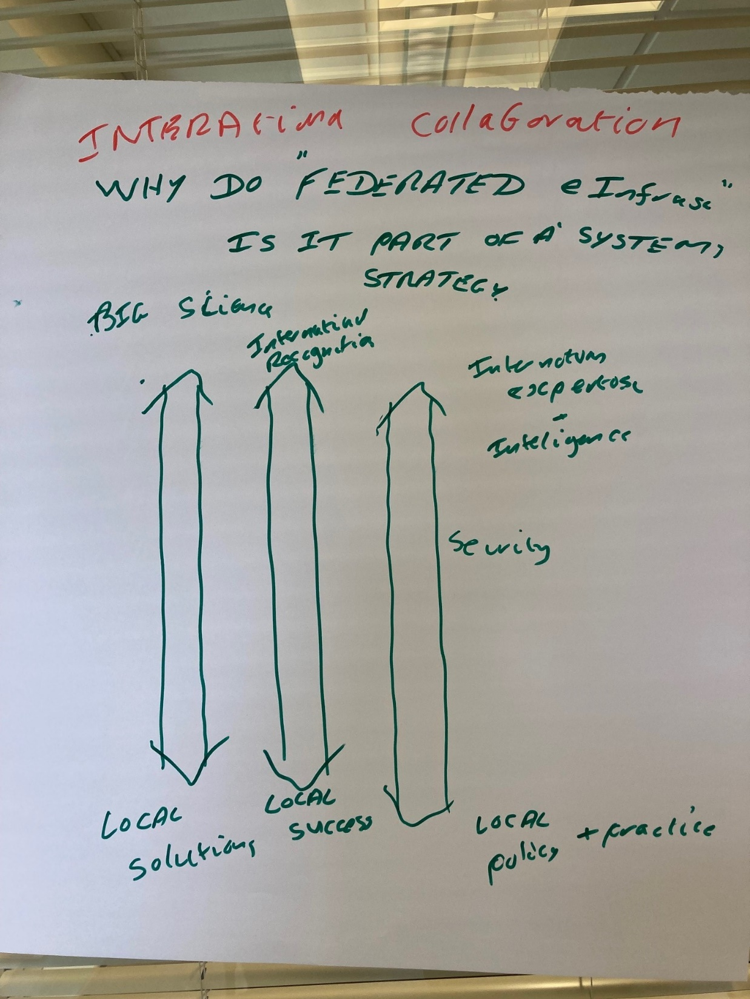 INTERNATIONAL COLLABORATION
WHY DO "FEDERATED eInfrasc"
IS IT PART OF A SYSTEM,
STRATEGY
BIG Science
International
Recognition
International
expertise
+
Inteligence
Security
LOCAL
solutions
LOCAL
success
LOCAL + practice
policy